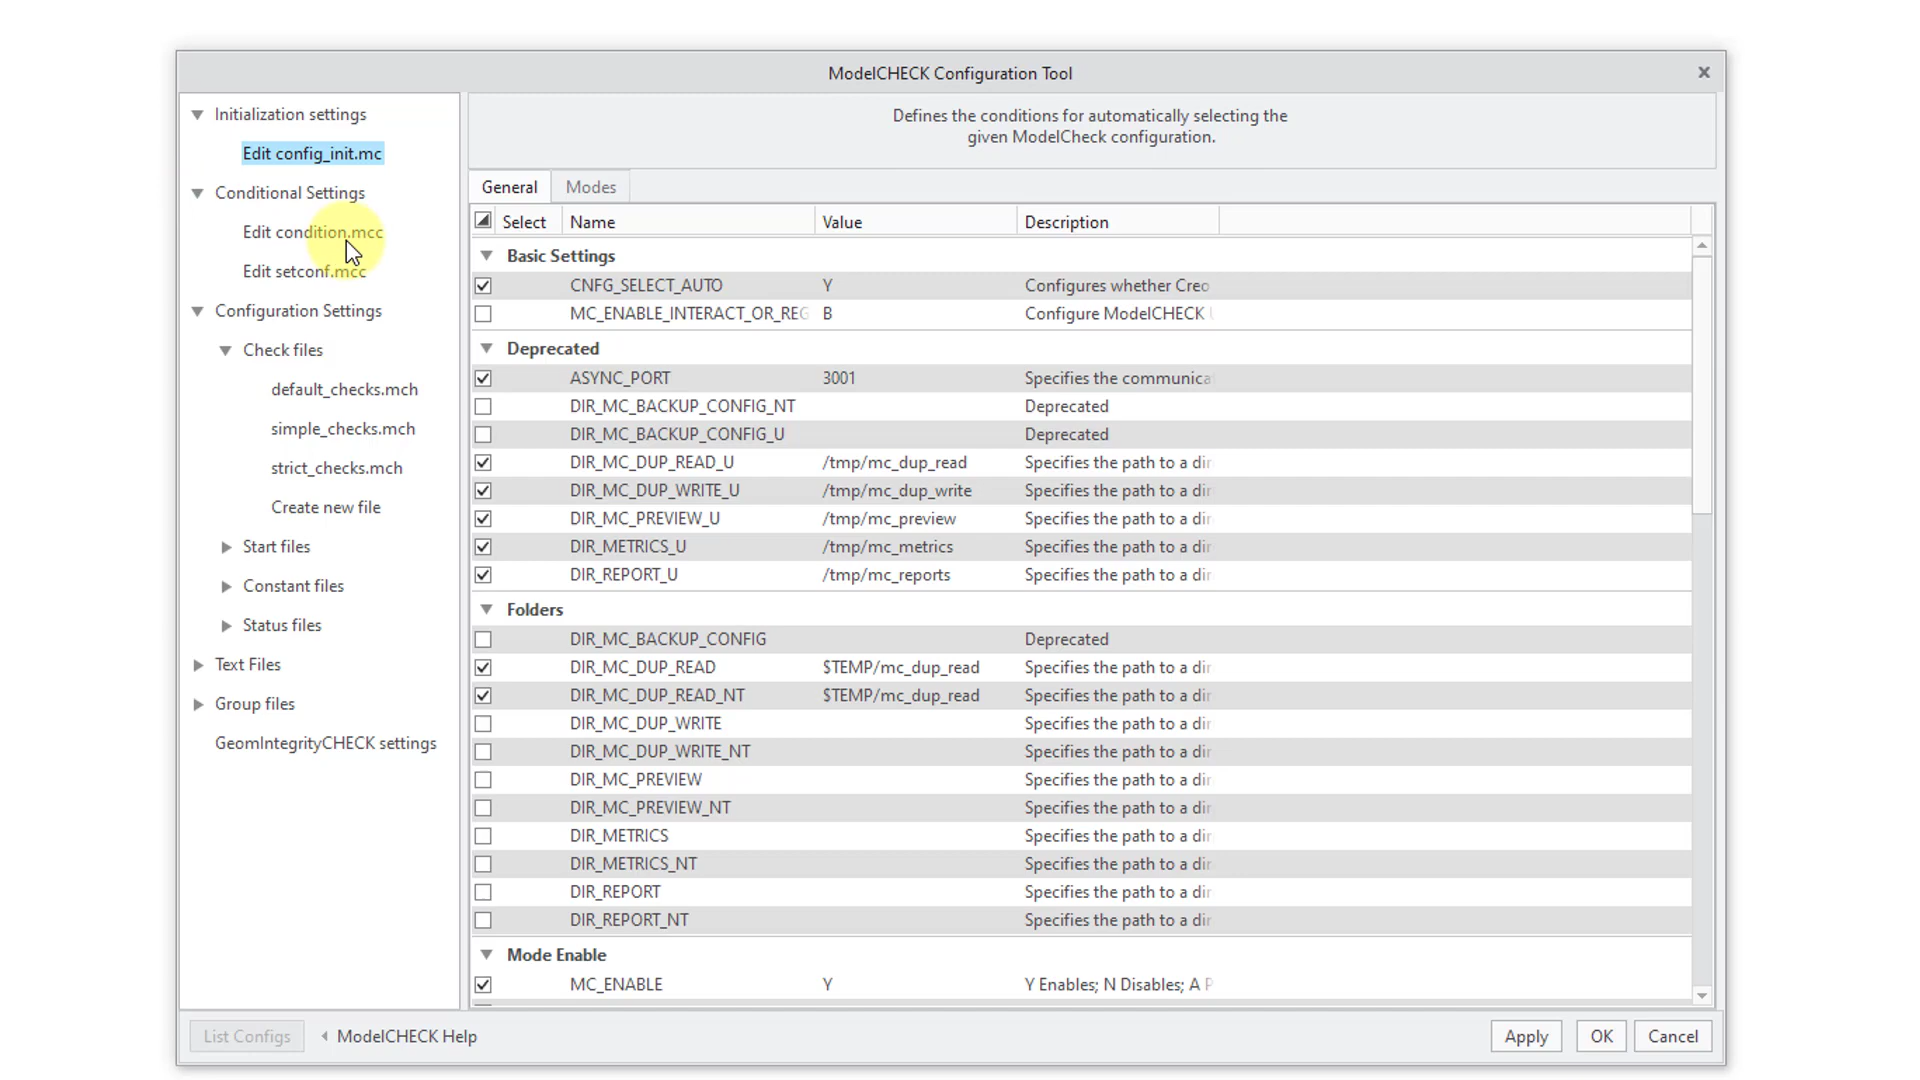 ModelCHECK Configuration Tool
Initialization settings
Edit config_init.mc
Conditional Settings
Edit condition.mcc
Edit setconf.mcc
Configuration Settings
Check files
default_checks.mch
simple_checks.mch
strict_checks.mch
Create new file
Start files
Constant files
Status files
Text Files
Group files
GeomIntegrityCHECK settings
Defines the conditions for automatically selecting the
given ModelCheck configuration.
General Modes
Select Name Value Description
Basic Settings
CNFG_SELECT_AUTO Y Configures whether Creo
MC_ENABLE_INTERACT_OR_REG B Configure ModelCHECK
Deprecated
ASYNC_PORT 3001 Specifies the communica
DIR_MC_BACKUP_CONFIG_NT Deprecated
DIR_MC_BACKUP_CONFIG_U Deprecated
DIR_MC_DUP_READ_U /tmp/mc_dup_read Specifies the path to a dir
DIR_MC_DUP_WRITE_U /tmp/mc_dup_write Specifies the path to a dir
DIR_MC_PREVIEW_U /tmp/mc_preview Specifies the path to a dir
DIR_METRICS_U /tmp/mc_metrics Specifies the path to a dir
DIR_REPORT_U /tmp/mc_reports Specifies the path to a dir
Folders
DIR_MC_BACKUP_CONFIG Deprecated
DIR_MC_DUP_READ $TEMP/mc_dup_read Specifies the path to a dir
DIR_MC_DUP_READ_NT $TEMP/mc_dup_read Specifies the path to a dir
DIR_MC_DUP_WRITE Specifies the path to a dir
DIR_MC_DUP_WRITE_NT Specifies the path to a dir
DIR_MC_PREVIEW Specifies the path to a dir
DIR_MC_PREVIEW_NT Specifies the path to a dir
DIR_METRICS Specifies the path to a dir
DIR_METRICS_NT Specifies the path to a dir
DIR_REPORT Specifies the path to a dir
DIR_REPORT_NT Specifies the path to a dir
Mode Enable
MC_ENABLE Y Y Enables; N Disables; A P
List Configs ModelCHECK Help Apply OK Cancel